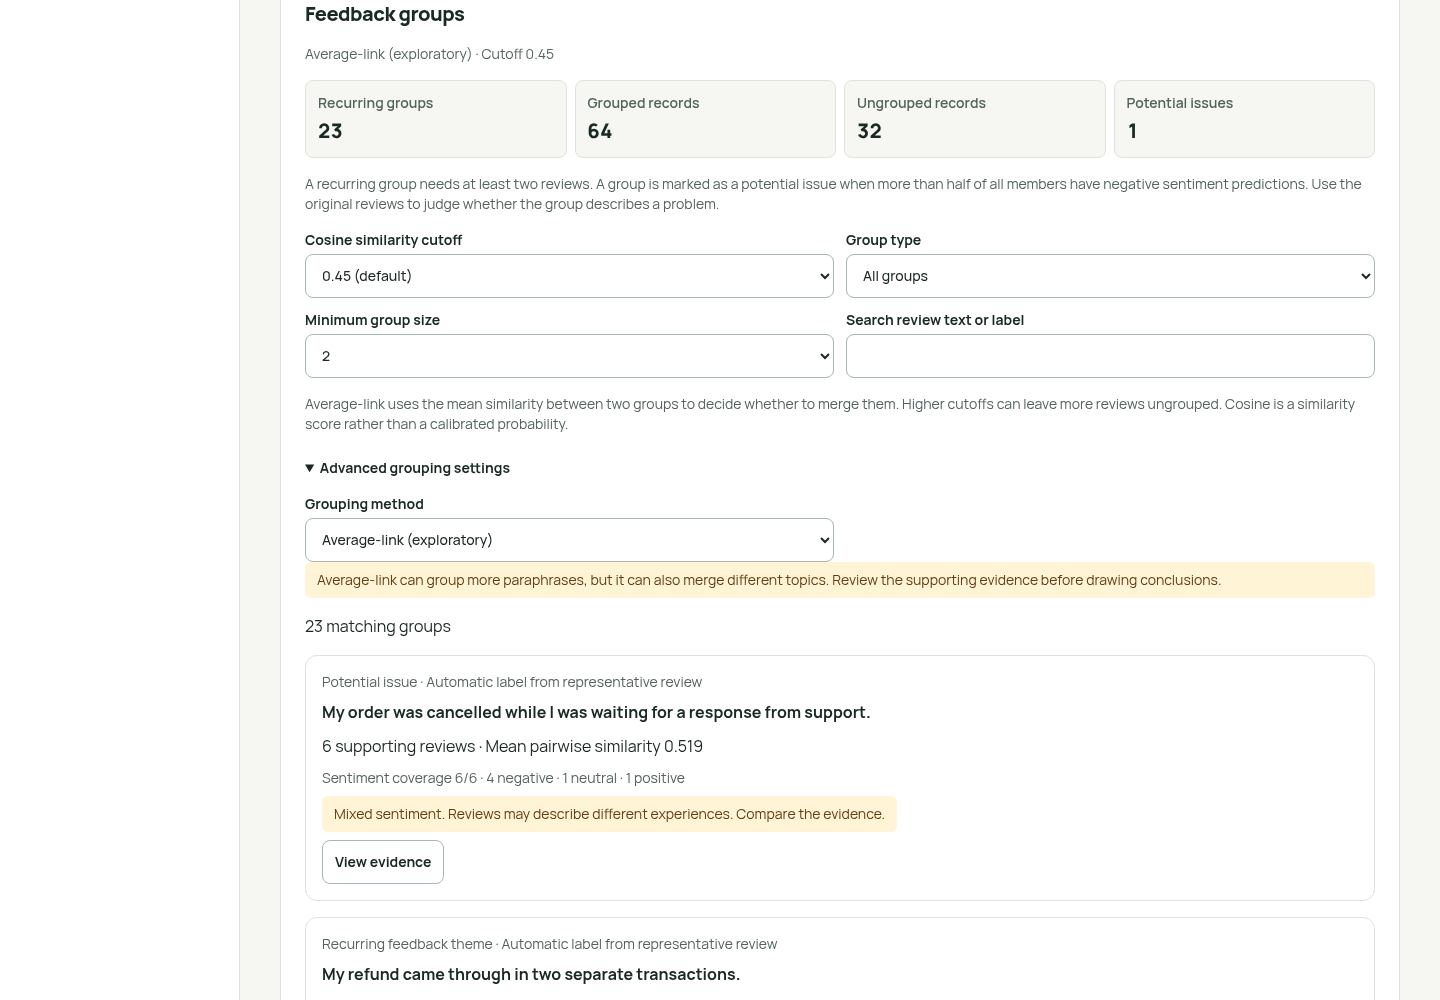 Feedback groups
Average-link (exploratory) · Cutoff 0.45
Recurring groups
23
Grouped records
64
Ungrouped records
32
Potential issues
1
A recurring group needs at least two reviews. A group is marked as a potential issue when more than half of all members have negative sentiment predictions. Use the
original reviews to judge whether the group describes a problem.
Cosine similarity cutoff
Group type
0.45 (default)
All groups
Minimum group size
Search review text or label
2
Average-link uses the mean similarity between two groups to decide whether to merge them. Higher cutoffs can leave more reviews ungrouped. Cosine is a similarity
score rather than a calibrated probability.
▼ Advanced grouping settings
Grouping method
Average-link (exploratory)
Average-link can group more paraphrases, but it can also merge different topics. Review the supporting evidence before drawing conclusions.
23 matching groups
Potential issue · Automatic label from representative review
My order was cancelled while I was waiting for a response from support.
6 supporting reviews · Mean pairwise similarity 0.519
Sentiment coverage 6/6 · 4 negative · 1 neutral · 1 positive
Mixed sentiment. Reviews may describe different experiences. Compare the evidence.
View evidence
Recurring feedback theme · Automatic label from representative review
My refund came through in two separate transactions.